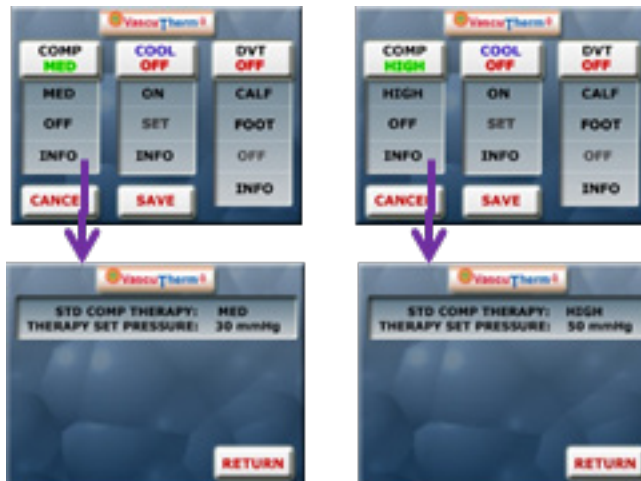 VascuTherm
COMP COOL DVT
MED OFF OFF
MED ON CALF
OFF SET FOOT
INFO INFO OFF
INFO
CANCEL SAVE
VascuTherm
COMP COOL DVT
HIGH OFF OFF
HIGH ON CALF
OFF SET FOOT
INFO INFO OFF
INFO
CANCEL SAVE
VascuTherm
STD COMP THERAPY: MED
THERAPY SET PRESSURE: 30 mmHg
RETURN
VascuTherm
STD COMP THERAPY: HIGH
THERAPY SET PRESSURE: 50 mmHg
RETURN